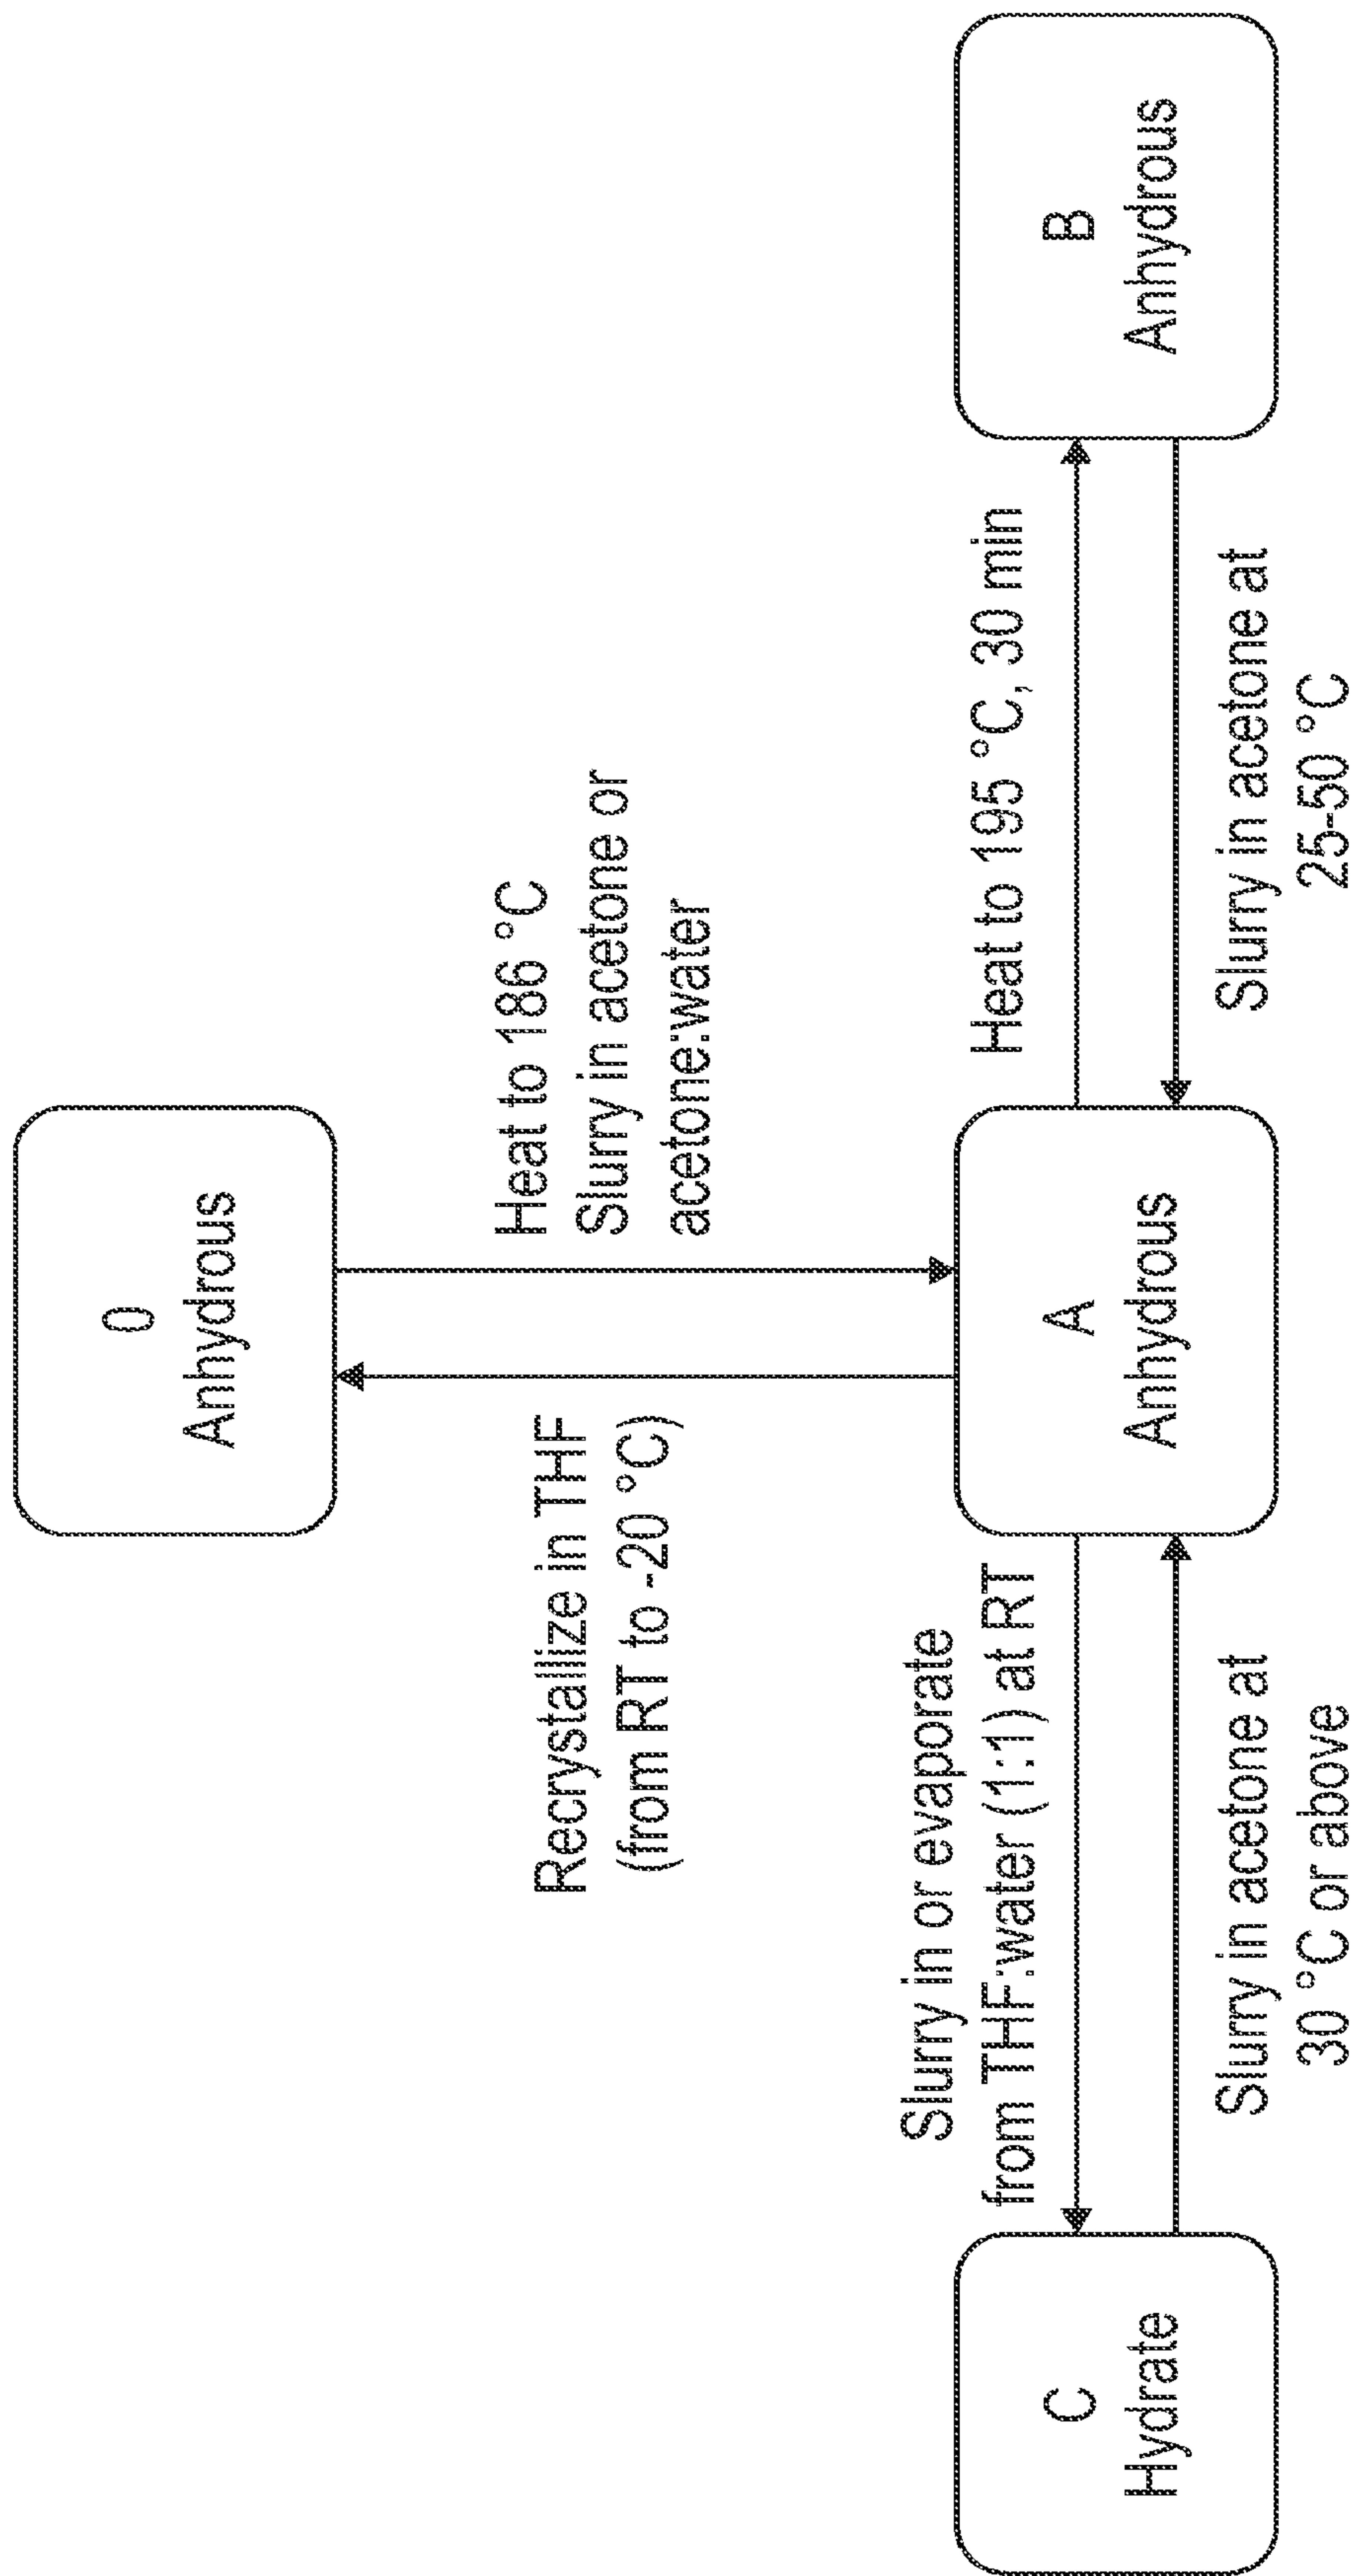 0
Anhydrous
Recrystallize in THF
(from RT to -20 °C)
Heat to 186 °C
Slurry in acetone or
acetone:water
C
Hydrate
Slurry in or evaporate
from THF:water (1:1) at RT
Slurry in acetone at
30 °C or above
A
Anhydrous
Heat to 195 °C, 30 min
Slurry in acetone at
25-50 °C
B
Anhydrous